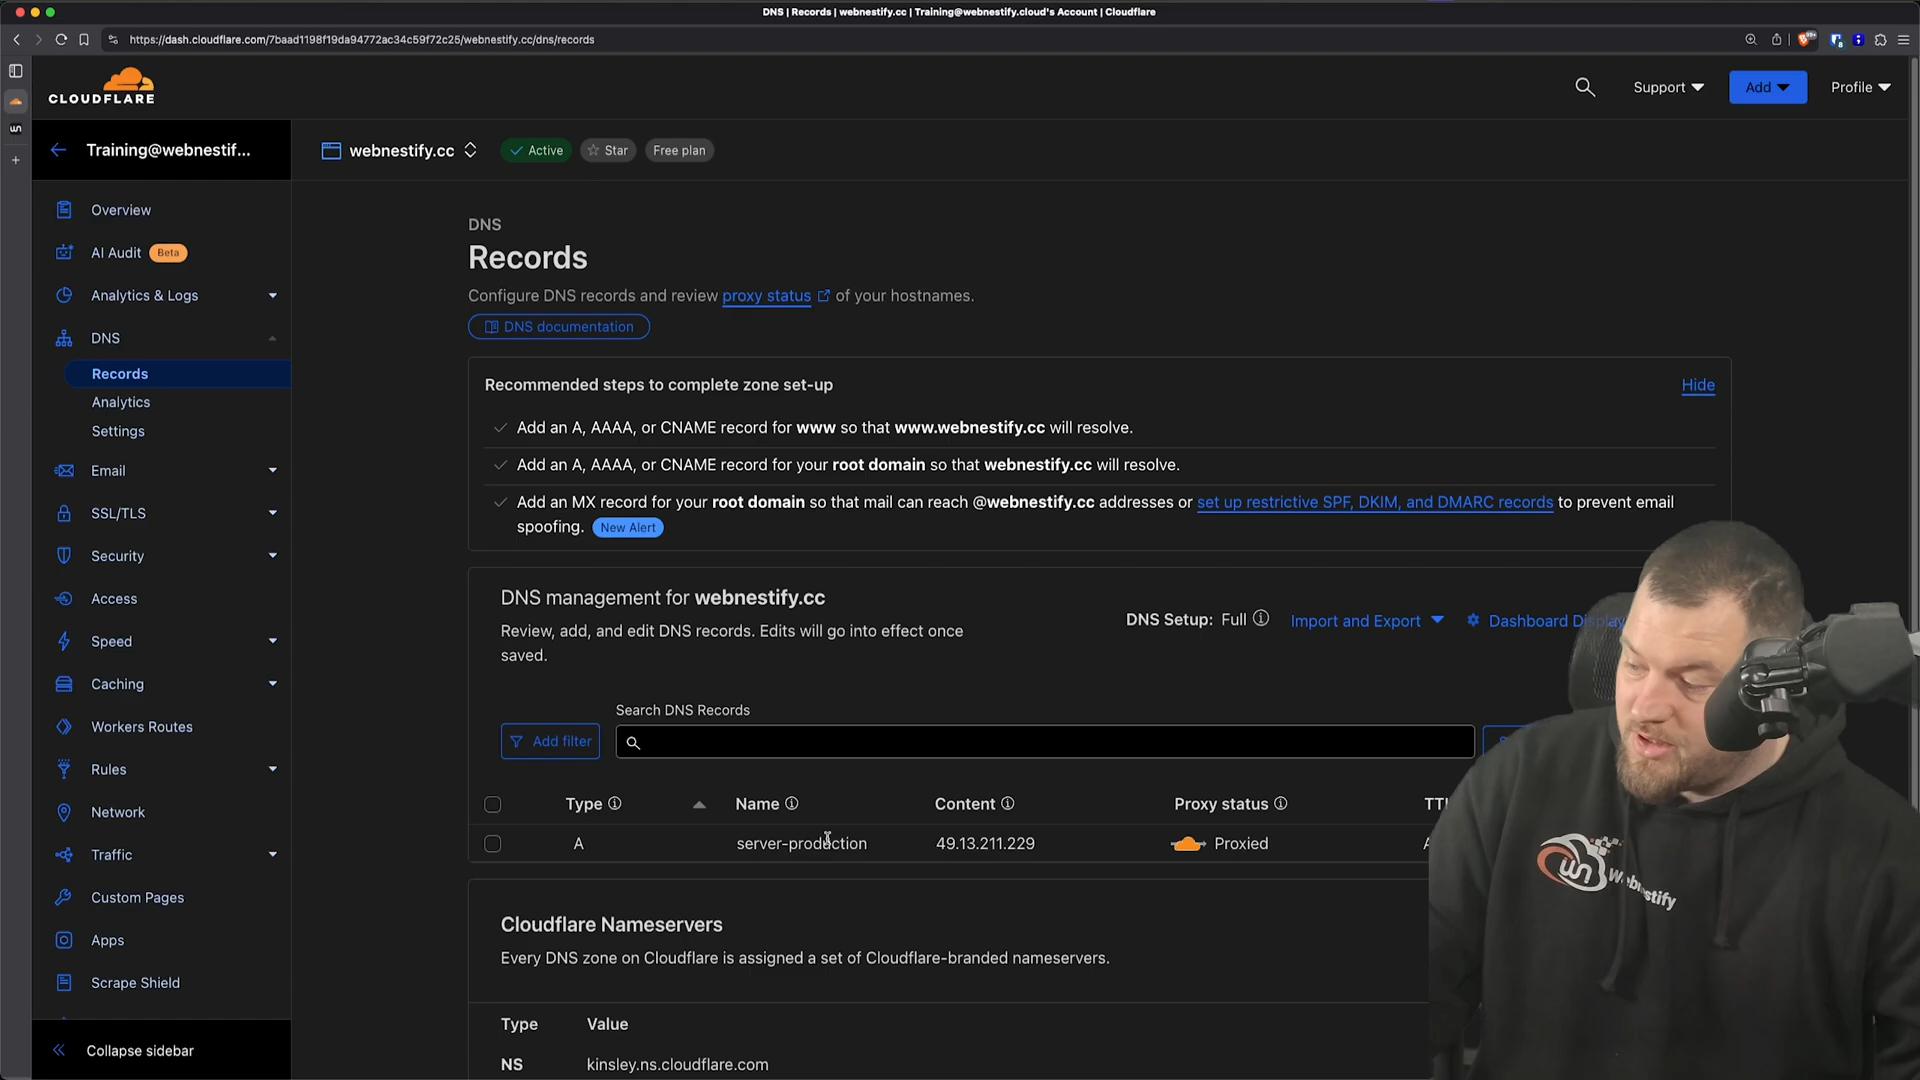 DNS | Records | webnestify.cc | Training@webnestify.cloud's Account | Cloudflare
https://dash.cloudflare.com/7baad1198f19da94772ac34c59f72c25/webnestify.cc/dns/records
99+
CLOUDFLARE
Support
Add
Profile
Training@webnestif...
webnestify.cc
Active
Star
Free plan
Overview
AI Audit Beta
Analytics & Logs
DNS
Records
Analytics
Settings
Email
SSL/TLS
Security
Access
Speed
Caching
Workers Routes
Rules
Network
Traffic
Custom Pages
Apps
Scrape Shield
Collapse sidebar
DNS
Records
Configure DNS records and review proxy status of your hostnames.
DNS documentation
Recommended steps to complete zone set-up
Hide
Add an A, AAAA, or CNAME record for www so that www.webnestify.cc will resolve.
Add an A, AAAA, or CNAME record for your root domain so that webnestify.cc will resolve.
Add an MX record for your root domain so that mail can reach @webnestify.cc addresses or set up restrictive SPF, DKIM, and DMARC records to prevent email
spoofing. New Alert
DNS management for webnestify.cc
Review, add, and edit DNS records. Edits will go into effect once
saved.
DNS Setup: Full
Import and Export
Dashboard Display
Search DNS Records
Add filter
Type Name Content Proxy status TTL
A server-production 49.13.211.229 Proxied
Cloudflare Nameservers
Every DNS zone on Cloudflare is assigned a set of Cloudflare-branded nameservers.
Type Value
NS kinsley.ns.cloudflare.com
Webnestify